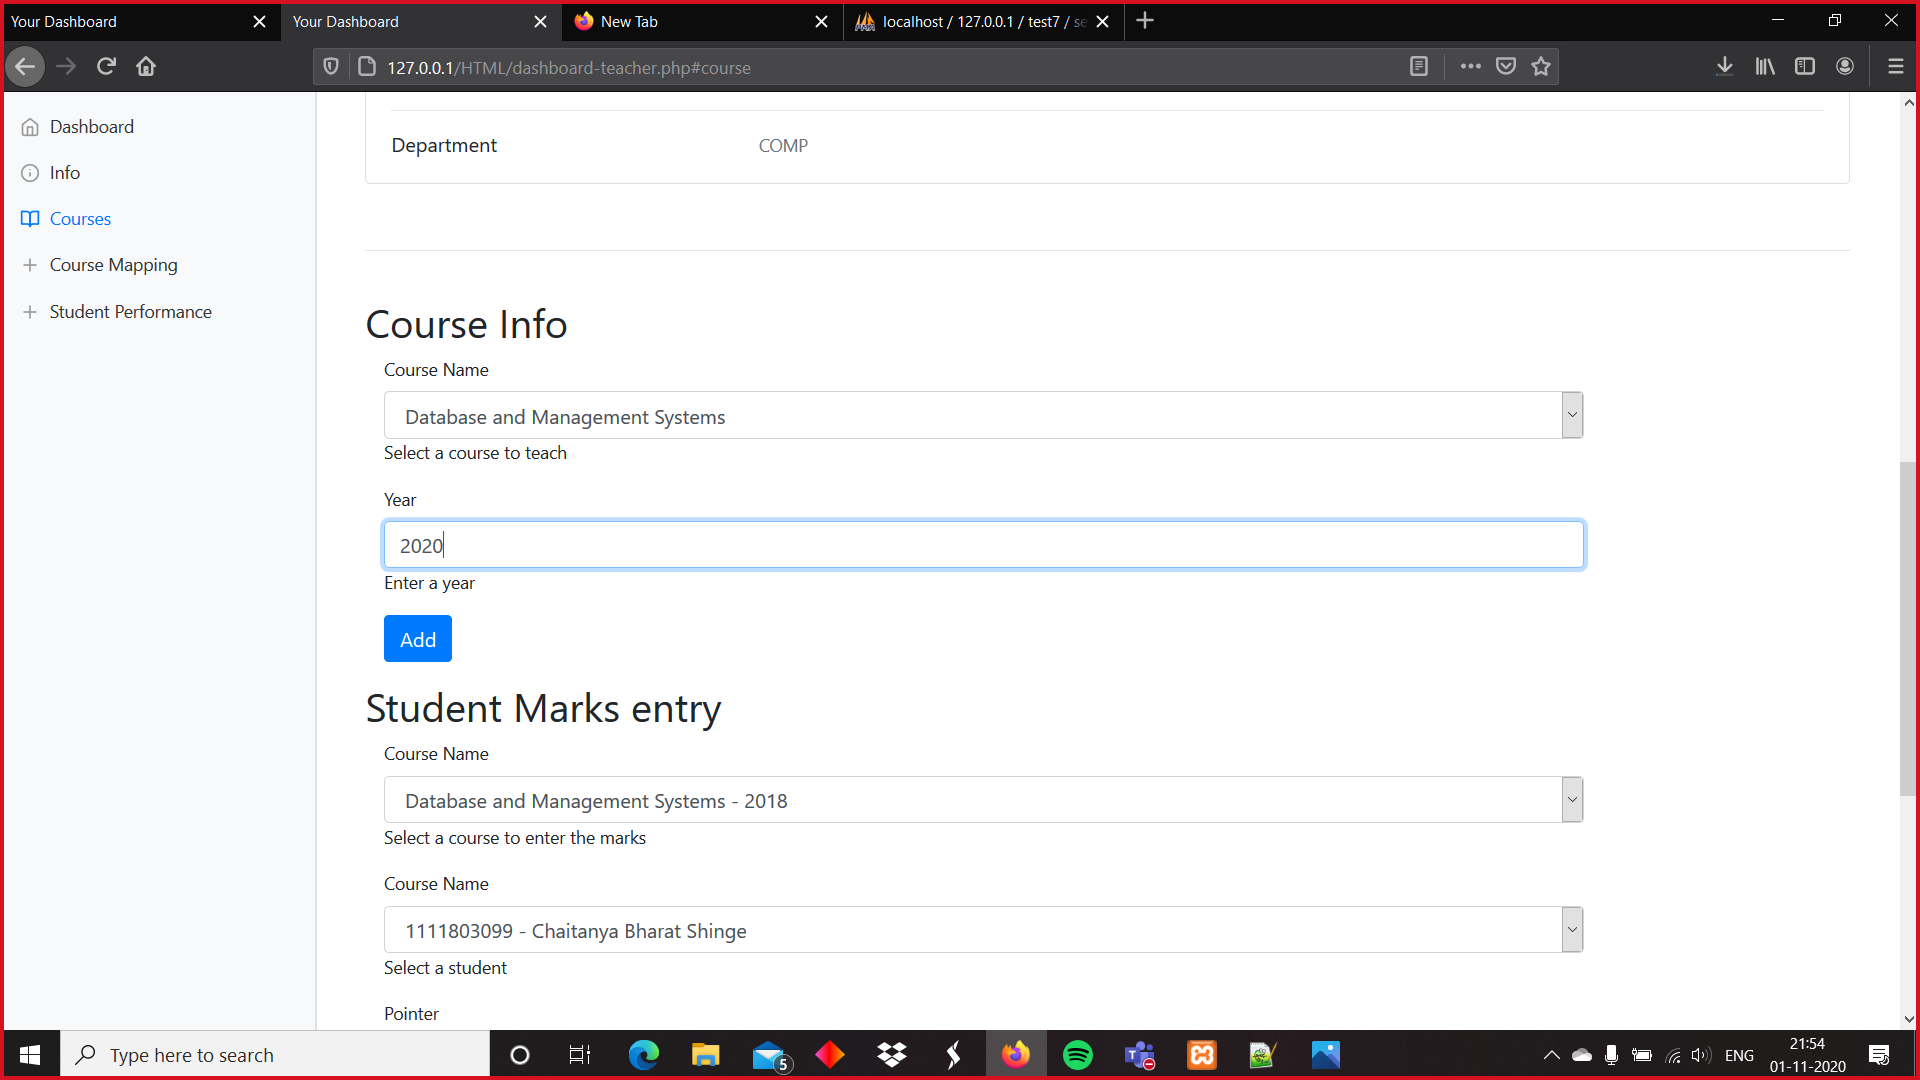 Your Dashboard
Your Dashboard
New Tab
localhost / 127.0.0.1 / test7 / se
127.0.0.1/HTML/dashboard-teacher.php#course
Dashboard
Info
Courses
Course Mapping
Student Performance
Department COMP
Course Info
Course Name
Database and Management Systems
Select a course to teach
Year
2020
Enter a year
Add
Student Marks entry
Course Name
Database and Management Systems - 2018
Select a course to enter the marks
Course Name
1111803099 - Chaitanya Bharat Shinge
Select a student
Pointer
Type here to search
5
ENG
21:54
01-11-2020